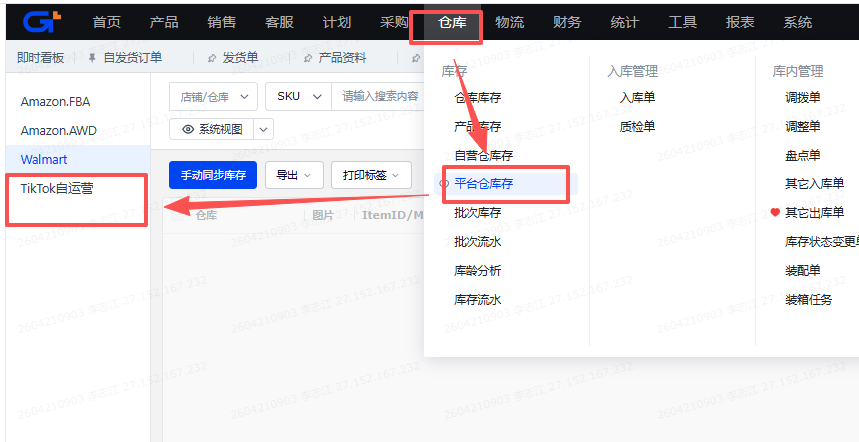 首页 产品 销售 客服 计划 采购 仓库 物流 财务 统计 工具 报表 系统
即时看板 自发货订单 发货单 产品资料
Amazon.FBA
Amazon.AWD
Walmart
TikTok自运营
店铺/仓库 SKU 请输入搜索内容
系统视图
手动同步库存 导出 打印标签
仓库 图片 ItemID/M
库存
仓库库存
产品库存
自营仓库存
平台仓库存
批次库存
批次流水
库龄分析
库存流水
入库管理
入库单
质检单
库内管理
调拨单
调整单
盘点单
其它入库单
其它出库单
库存状态变更单
装配单
装箱任务
2604210903 李志江 27.152.167.232